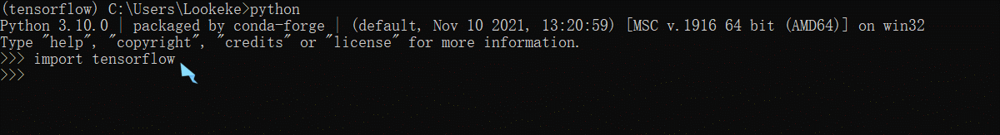 (tensorflow) C:\Users\Lookeke>python
Python 3.10.0 | packaged by conda-forge | (default, Nov 10 2021, 13:20:59) [MSC v.1916 64 bit (AMD64)] on win32
Type "help", "copyright", "credits" or "license" for more information.
>>> import tensorflow
>>>